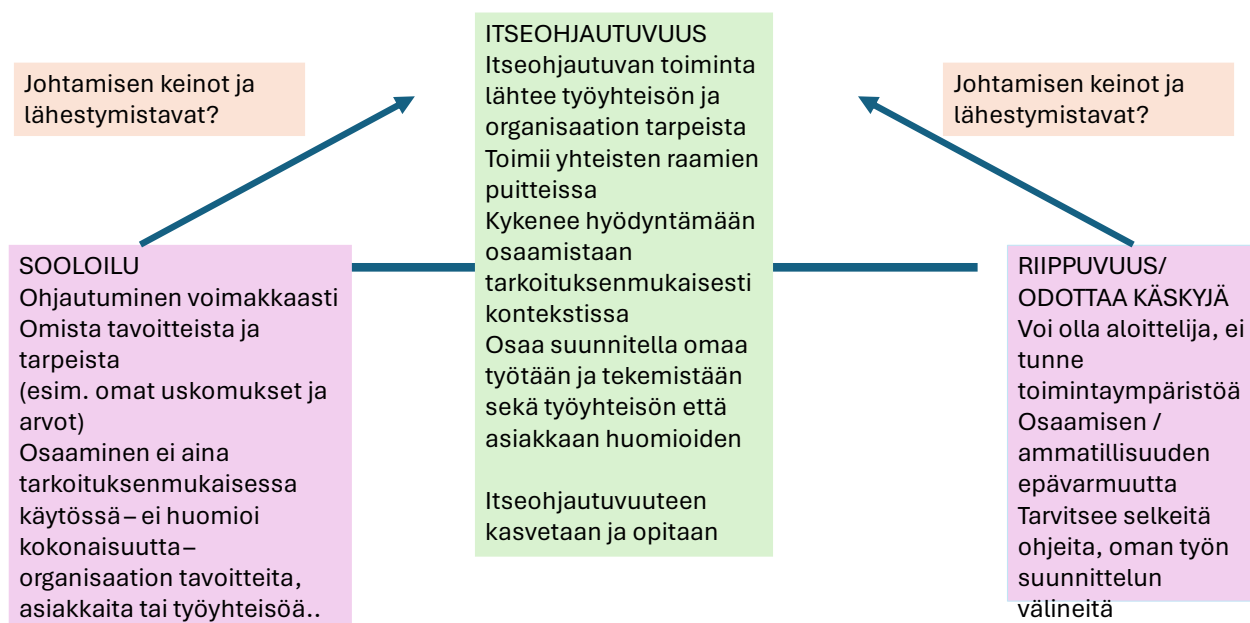 Johtamisen keinot ja
lähestymistavat?
SOOLOILU
Ohjautuminen voimakkaasti
Omista tavoitteista ja
tarpeista
(esim. omat uskomukset ja
arvot)
Osaaminen ei aina
tarkoituksenmukaisessa
käytössä– ei huomioi
kokonaisuutta–
organisaation tavoitteita,
asiakkaita tai työyhteisöä..
ITSEOHJAUTUVUUS
Itseohjautuvan toiminta
lähtee työyhteisön ja
organisaation tarpeista
Toimii yhteisten raamien
puitteissa
Kykenee hyödyntämään
osaamistaan
tarkoituksenmukaisesti
kontekstissa
Osaa suunnitella omaa
työtään ja tekemistään
sekä työyhteisön että
asiakkaan huomioiden
Itseohjautuvuuteen
kasvetaan ja opitaan
Johtamisen keinot ja
lähestymistavat?
RIIPPUVUUS/
ODOTTAA KÄSKYJÄ
Voi olla aloittelija, ei
tunne
toimintaympäristöä
Osaamisen /
ammatillisuuden
epävarmuutta
Tarvitsee selkeitä
ohjeita, oman työn
suunnittelun
välineitä